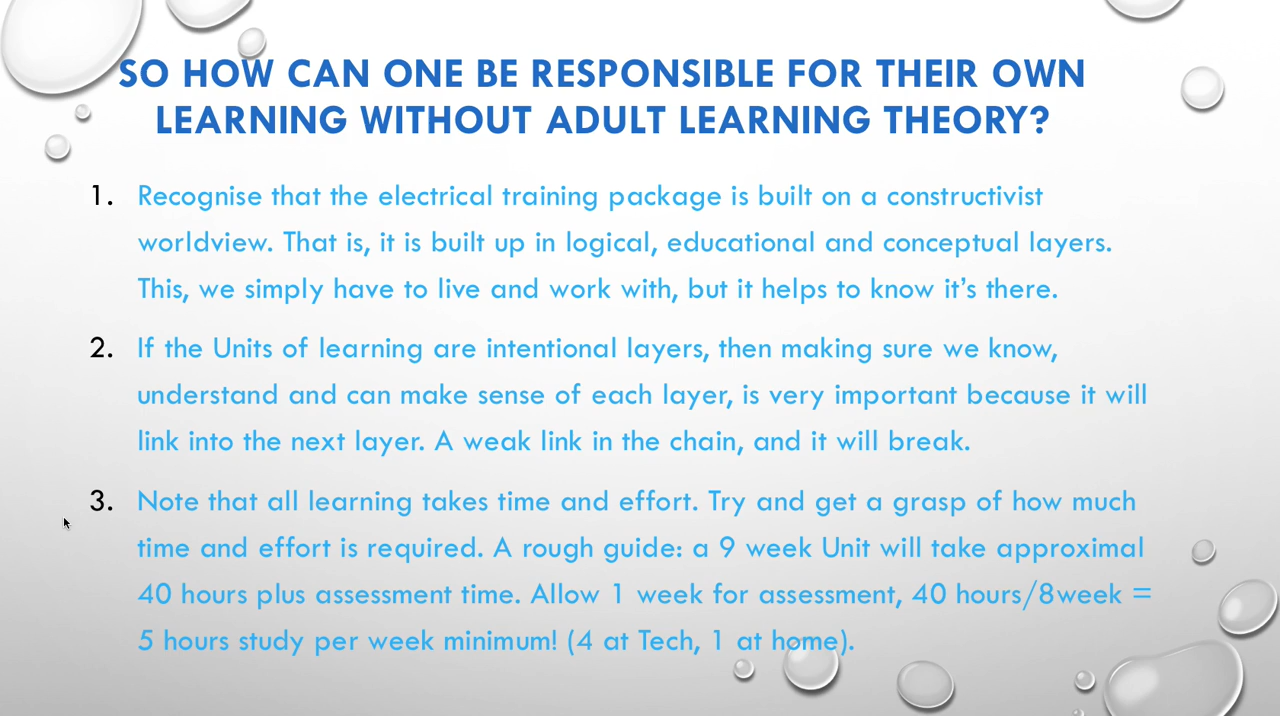 SO HOW CAN ONE BE RESPONSIBLE FOR THEIR OWN
LEARNING WITHOUT ADULT LEARNING THEORY?
1. Recognise that the electrical training package is built on a constructivist
worldview. That is, it is built up in logical, educational and conceptual layers.
This, we simply have to live and work with, but it helps to know it’s there.
2. If the Units of learning are intentional layers, then making sure we know,
understand and can make sense of each layer, is very important because it will
link into the next layer. A weak link in the chain, and it will break.
3. Note that all learning takes time and effort. Try and get a grasp of how much
time and effort is required. A rough guide: a 9 week Unit will take approximal
40 hours plus assessment time. Allow 1 week for assessment, 40 hours/8week =
5 hours study per week minimum! (4 at Tech, 1 at home).